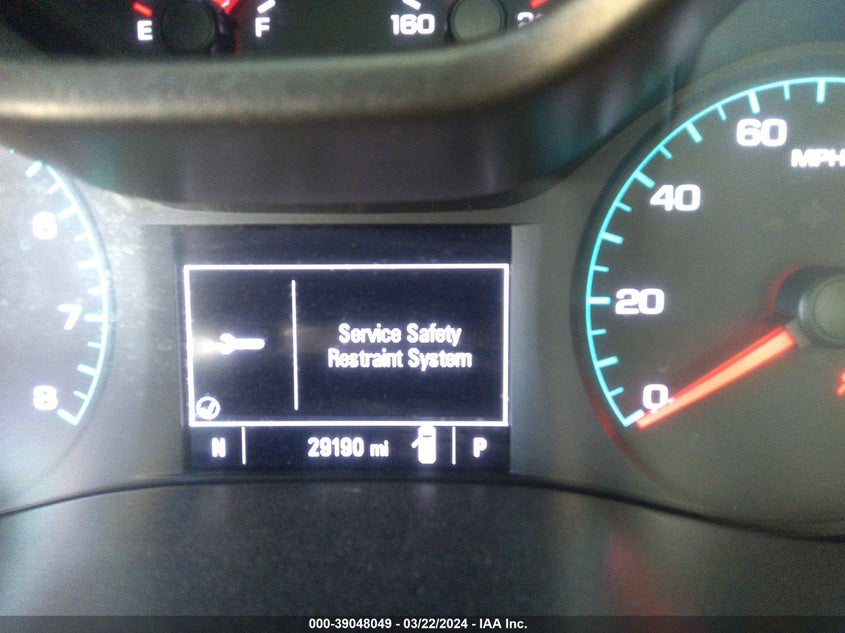 E F 160
6
7
8
60
MPH
40
20
0
Service Safety
Restraint System
N 29190 mi P
000-39048049 - 03/22/2024 - IAA Inc.